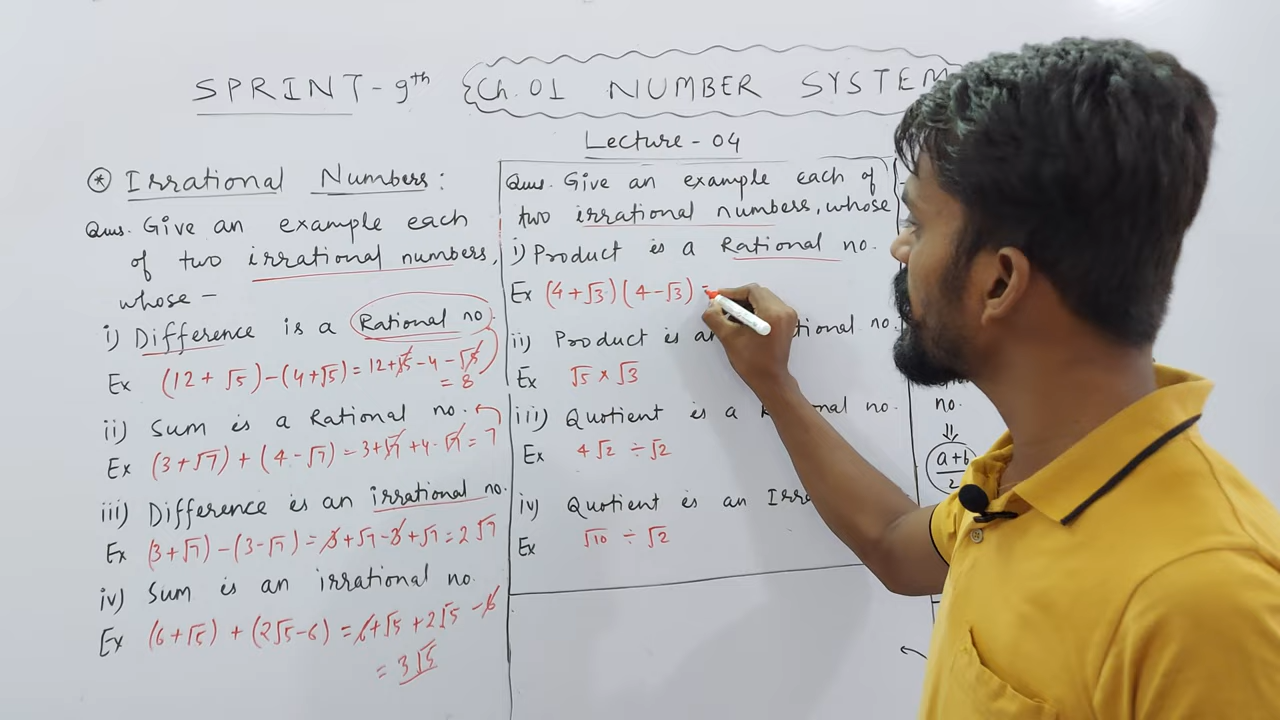 SPRINT - 9th
Ch. 01 NUMBER SYSTEM
Lecture - 04
* Irrational Numbers:
Ques. Give an example each
of two irrational numbers,
whose -
i) Difference is a Rational no.
Ex (12 + √5) - (4 + √5) = 12 + √5 - 4 - √5
= 8
ii) Sum is a Rational no.
Ex (3 + √7) + (4 - √7) = 3 + √7 + 4 - √7 = 7
iii) Difference is an irrational no.
Ex (3 + √7) - (3 - √7) = 3 + √7 - 3 + √7 = 2√7
iv) Sum is an irrational no.
Ex (6 + √5) + (2√5 - 6) = 6 + √5 + 2√5 - 6
= 3√5
Ques. Give an example each of
two irrational numbers, whose
i) Product is a Rational no.
Ex (4 + √3) (4 - √3) =
ii) Product is an tional no.
Ex √5 × √3
iii) Quotient is a R ional no.
Ex 4√2 ÷ √2
iv) Quotient is an Irra
Ex √10 ÷ √2
no.
⇓
a + b
2